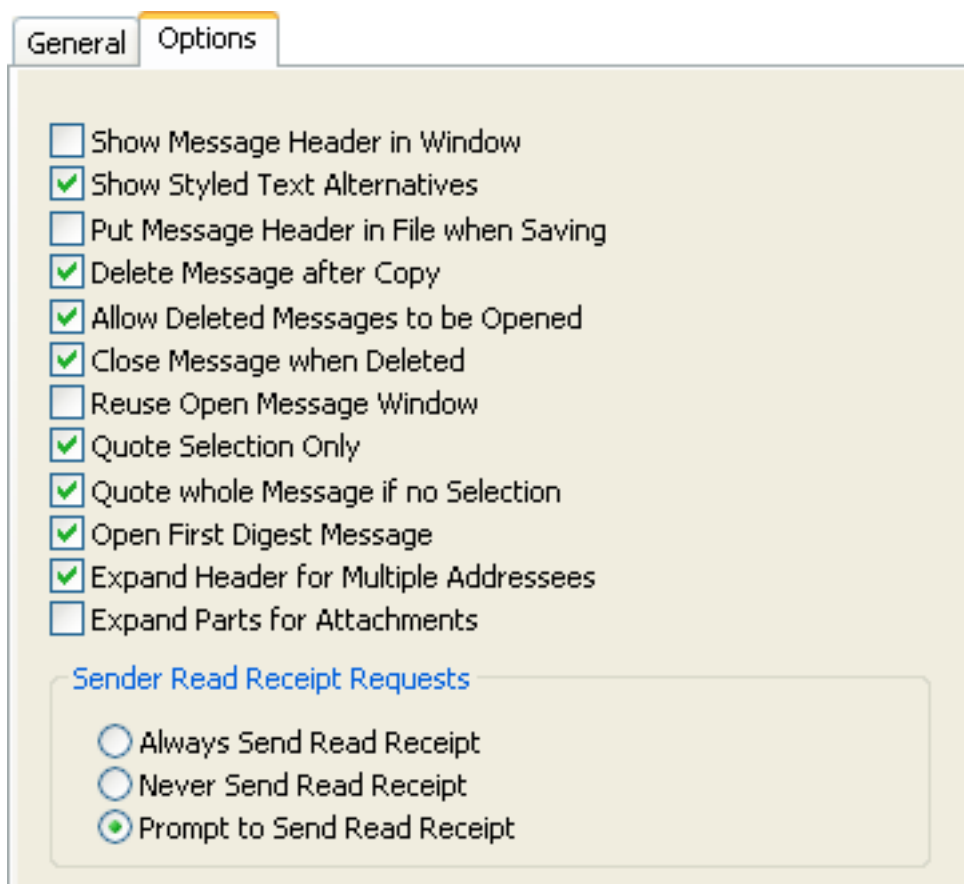 General Options
Show Message Header in Window
Show Styled Text Alternatives
Put Message Header in File when Saving
Delete Message after Copy
Allow Deleted Messages to be Opened
Close Message when Deleted
Reuse Open Message Window
Quote Selection Only
Quote whole Message if no Selection
Open First Digest Message
Expand Header for Multiple Addressees
Expand Parts for Attachments
Sender Read Receipt Requests
Always Send Read Receipt
Never Send Read Receipt
Prompt to Send Read Receipt